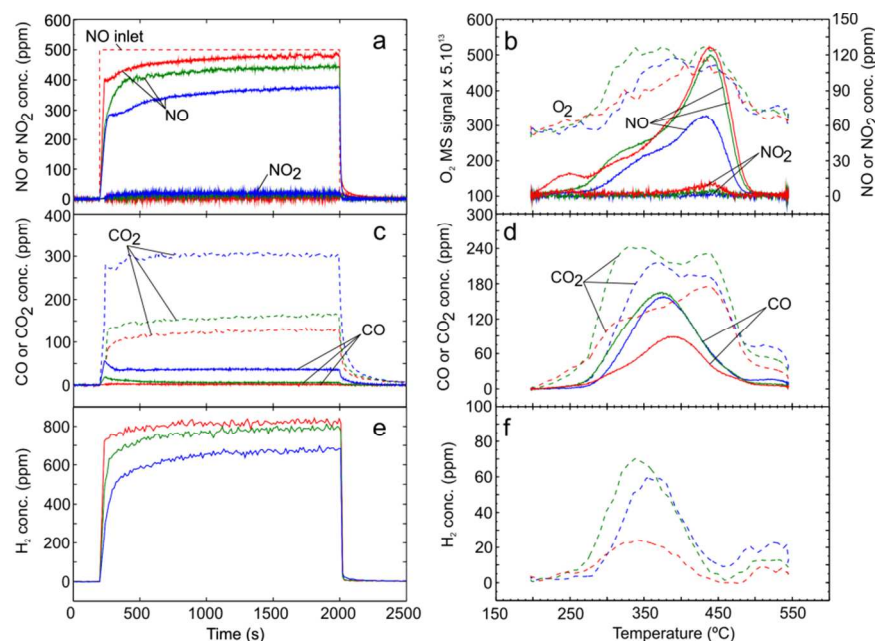 a
NO inlet
NO
NO2
NO or NO2 conc. (ppm)
600
500
400
300
200
100
0
b
O2
NO
NO2
O2 MS signal x 5.10^13
600
500
400
300
200
100
NO or NO2 conc. (ppm)
150
120
90
60
30
0
c
CO2
CO
CO or CO2 conc. (ppm)
400
300
200
100
0
d
CO2
CO
CO or CO2 conc. (ppm)
300
240
180
120
60
0
e
H2 conc. (ppm)
800
600
400
200
0
0
500
1000
1500
2000
2500
Time (s)
f
H2 conc. (ppm)
100
80
60
40
20
0
150
250
350
450
550
Temperature (ºC)